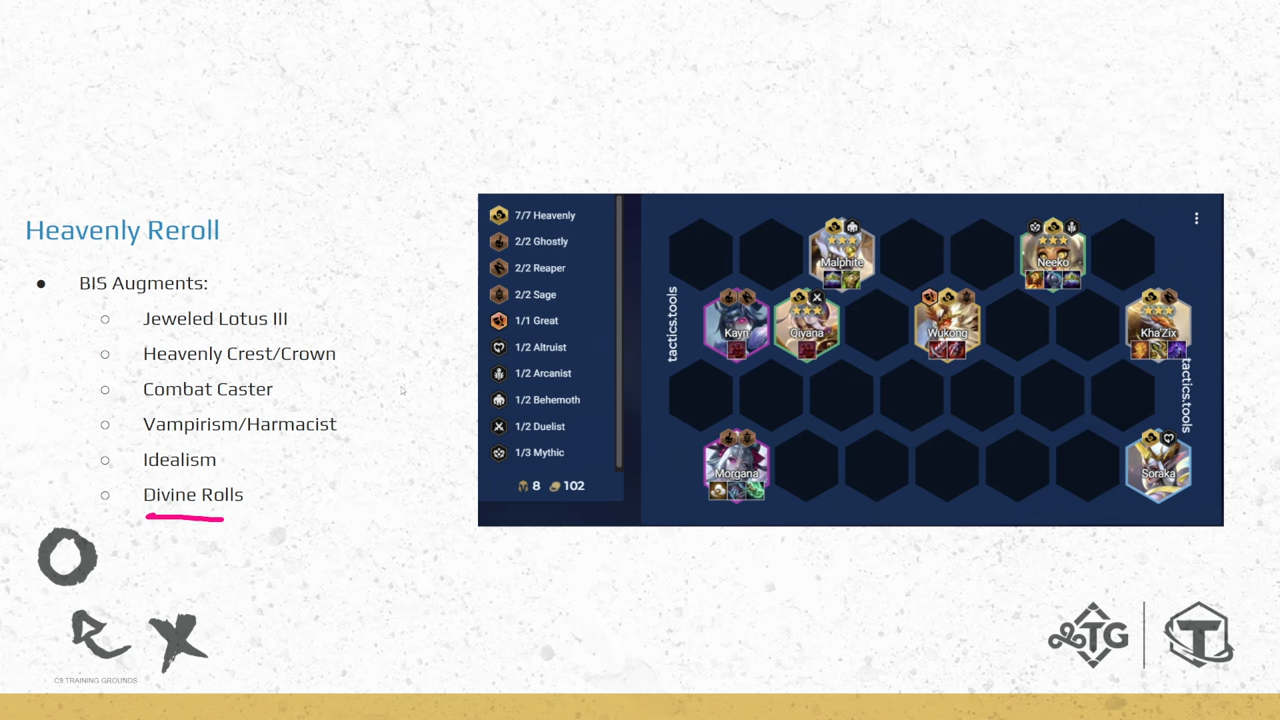 Heavenly Reroll
BIS Augments:
Jeweled Lotus III
Heavenly Crest/Crown
Combat Caster
Vampirism/Harmacist
Idealism
Divine Rolls
R X
C9 TRAINING GROUNDS
7/7 Heavenly
2/2 Ghostly
2/2 Reaper
2/2 Sage
1/1 Great
1/2 Altruist
1/2 Arcanist
1/2 Behemoth
1/2 Duelist
1/3 Mythic
8 102
tactics.tools
Malphite
Neeko
Kayn
Qiyana
Wukong
Kha'Zix
tactics.tools
Morgana
Soraka
TG
T